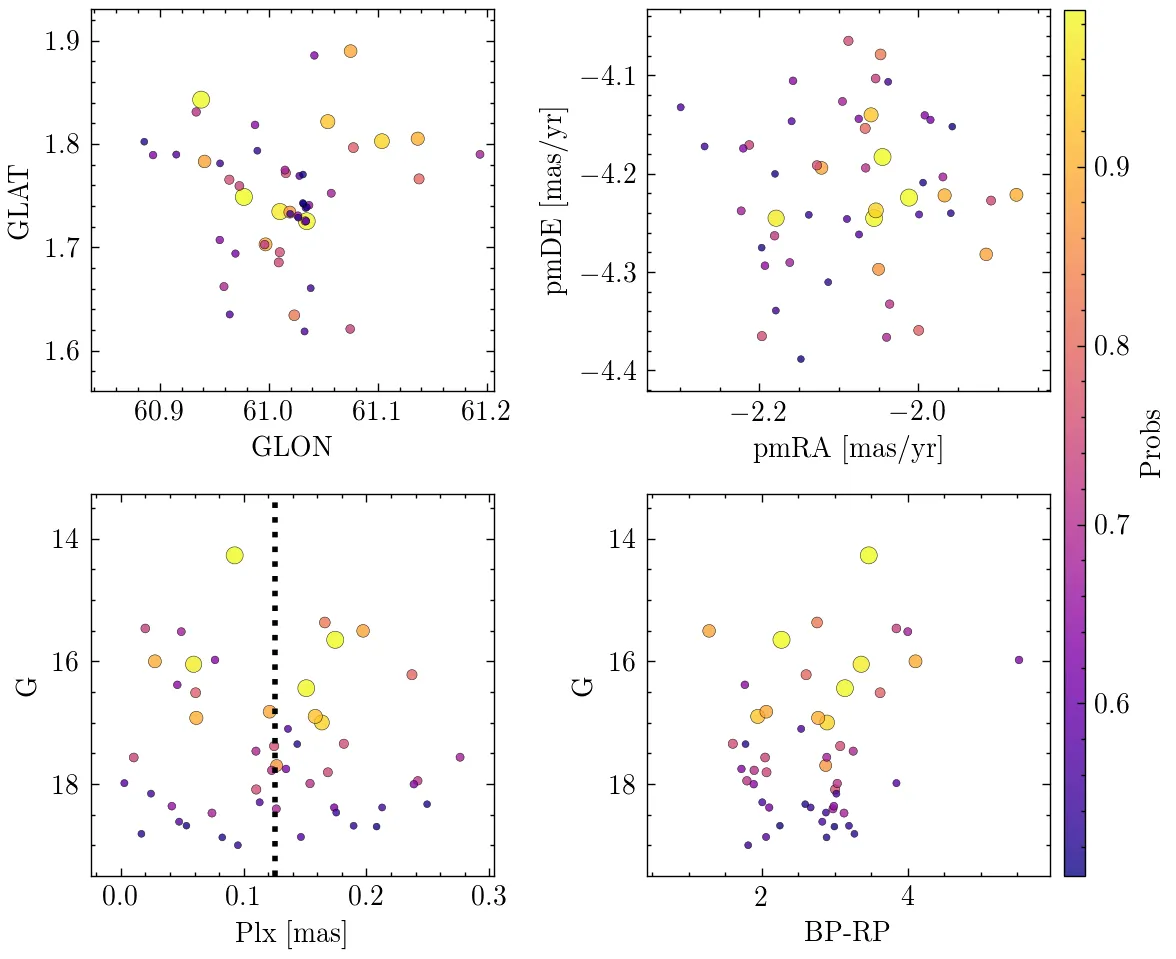 1.9
1.8
1.7
1.6
GLAT
60.9 61.0 61.1 61.2
GLON
−4.1
−4.2
−4.3
−4.4
pmDE [mas/yr]
−2.2 −2.0
pmRA [mas/yr]
14
16
18
G
0.0 0.1 0.2 0.3
Plx [mas]
14
16
18
G
2 4
BP-RP
0.9
0.8
0.7
0.6
Probs